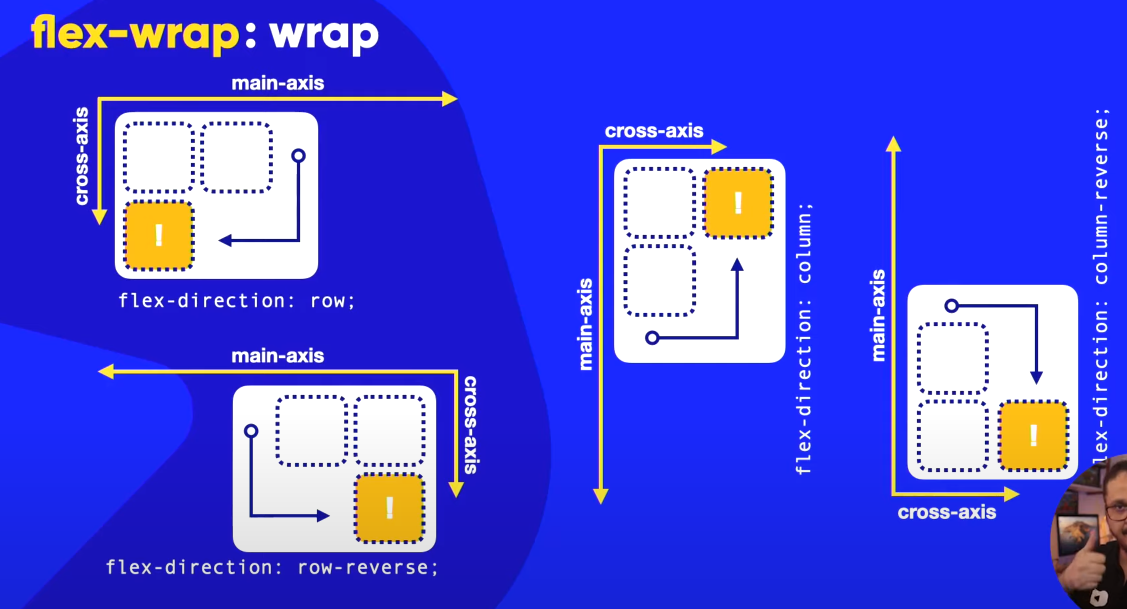 flex-wrap: wrap
main-axis
cross-axis
!
flex-direction: row;
main-axis
cross-axis
!
flex-direction: row-reverse;
cross-axis
main-axis
!
flex-direction: column;
main-axis
!
cross-axis
lex-direction: column-reverse;